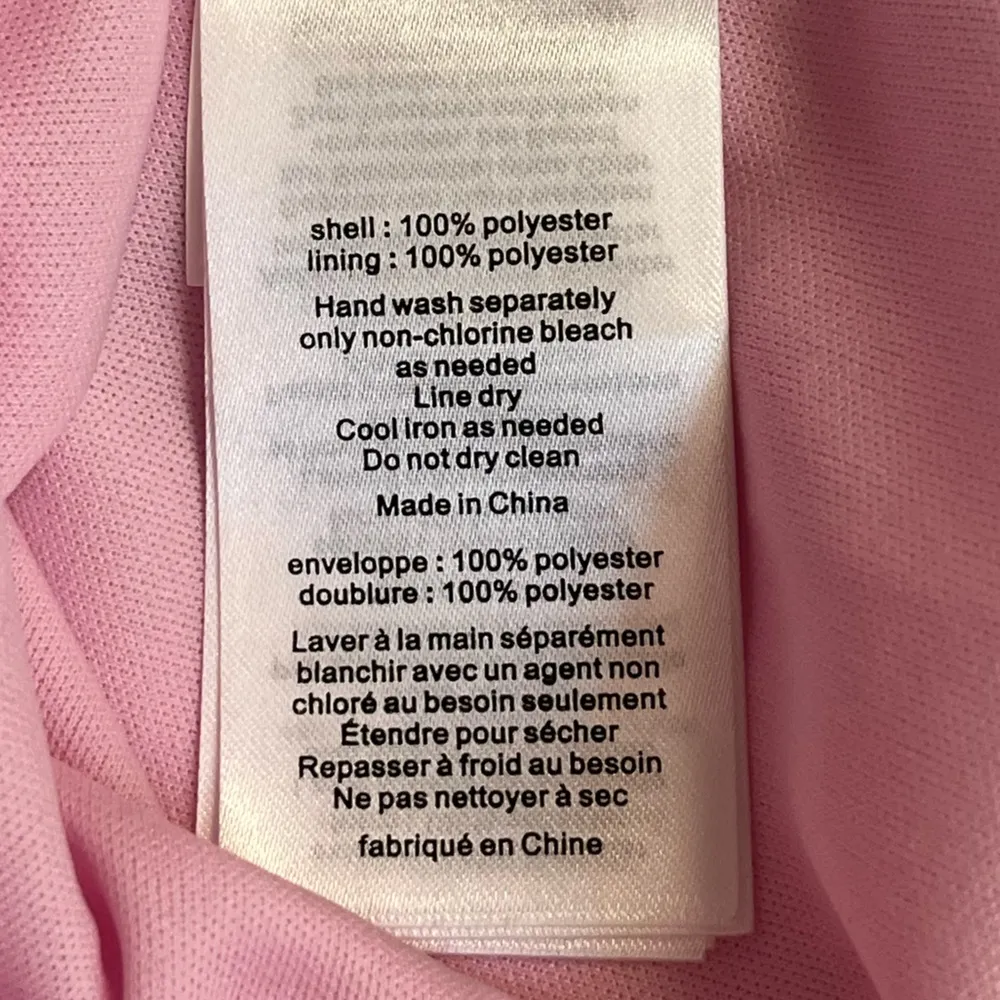 shell : 100% polyester
lining : 100% polyester
Hand wash separately
only non-chlorine bleach
as needed
Line dry
Cool iron as needed
Do not dry clean
Made in China
enveloppe : 100% polyester
doublure : 100% polyester
Laver à la main séparément
blanchir avec un agent non
chloré au besoin seulement
Étendre pour sécher
Repasser à froid au besoin
Ne pas nettoyer à sec
fabriqué en Chine